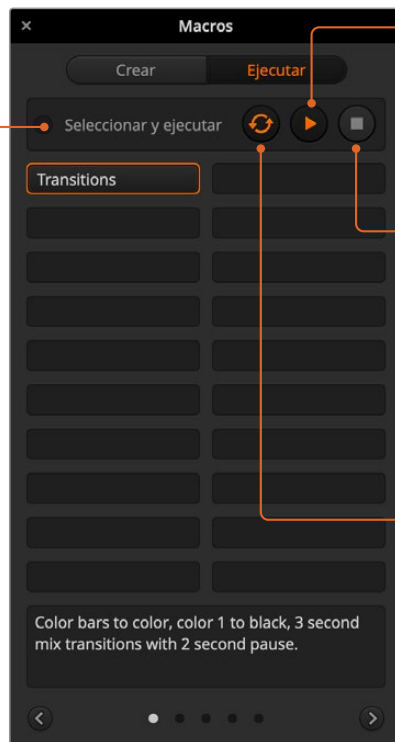 Macros
Crear
Ejecutar
Seleccionar y ejecutar
Transitions
Color bars to color, color 1 to black, 3 second
mix transitions with 2 second pause.